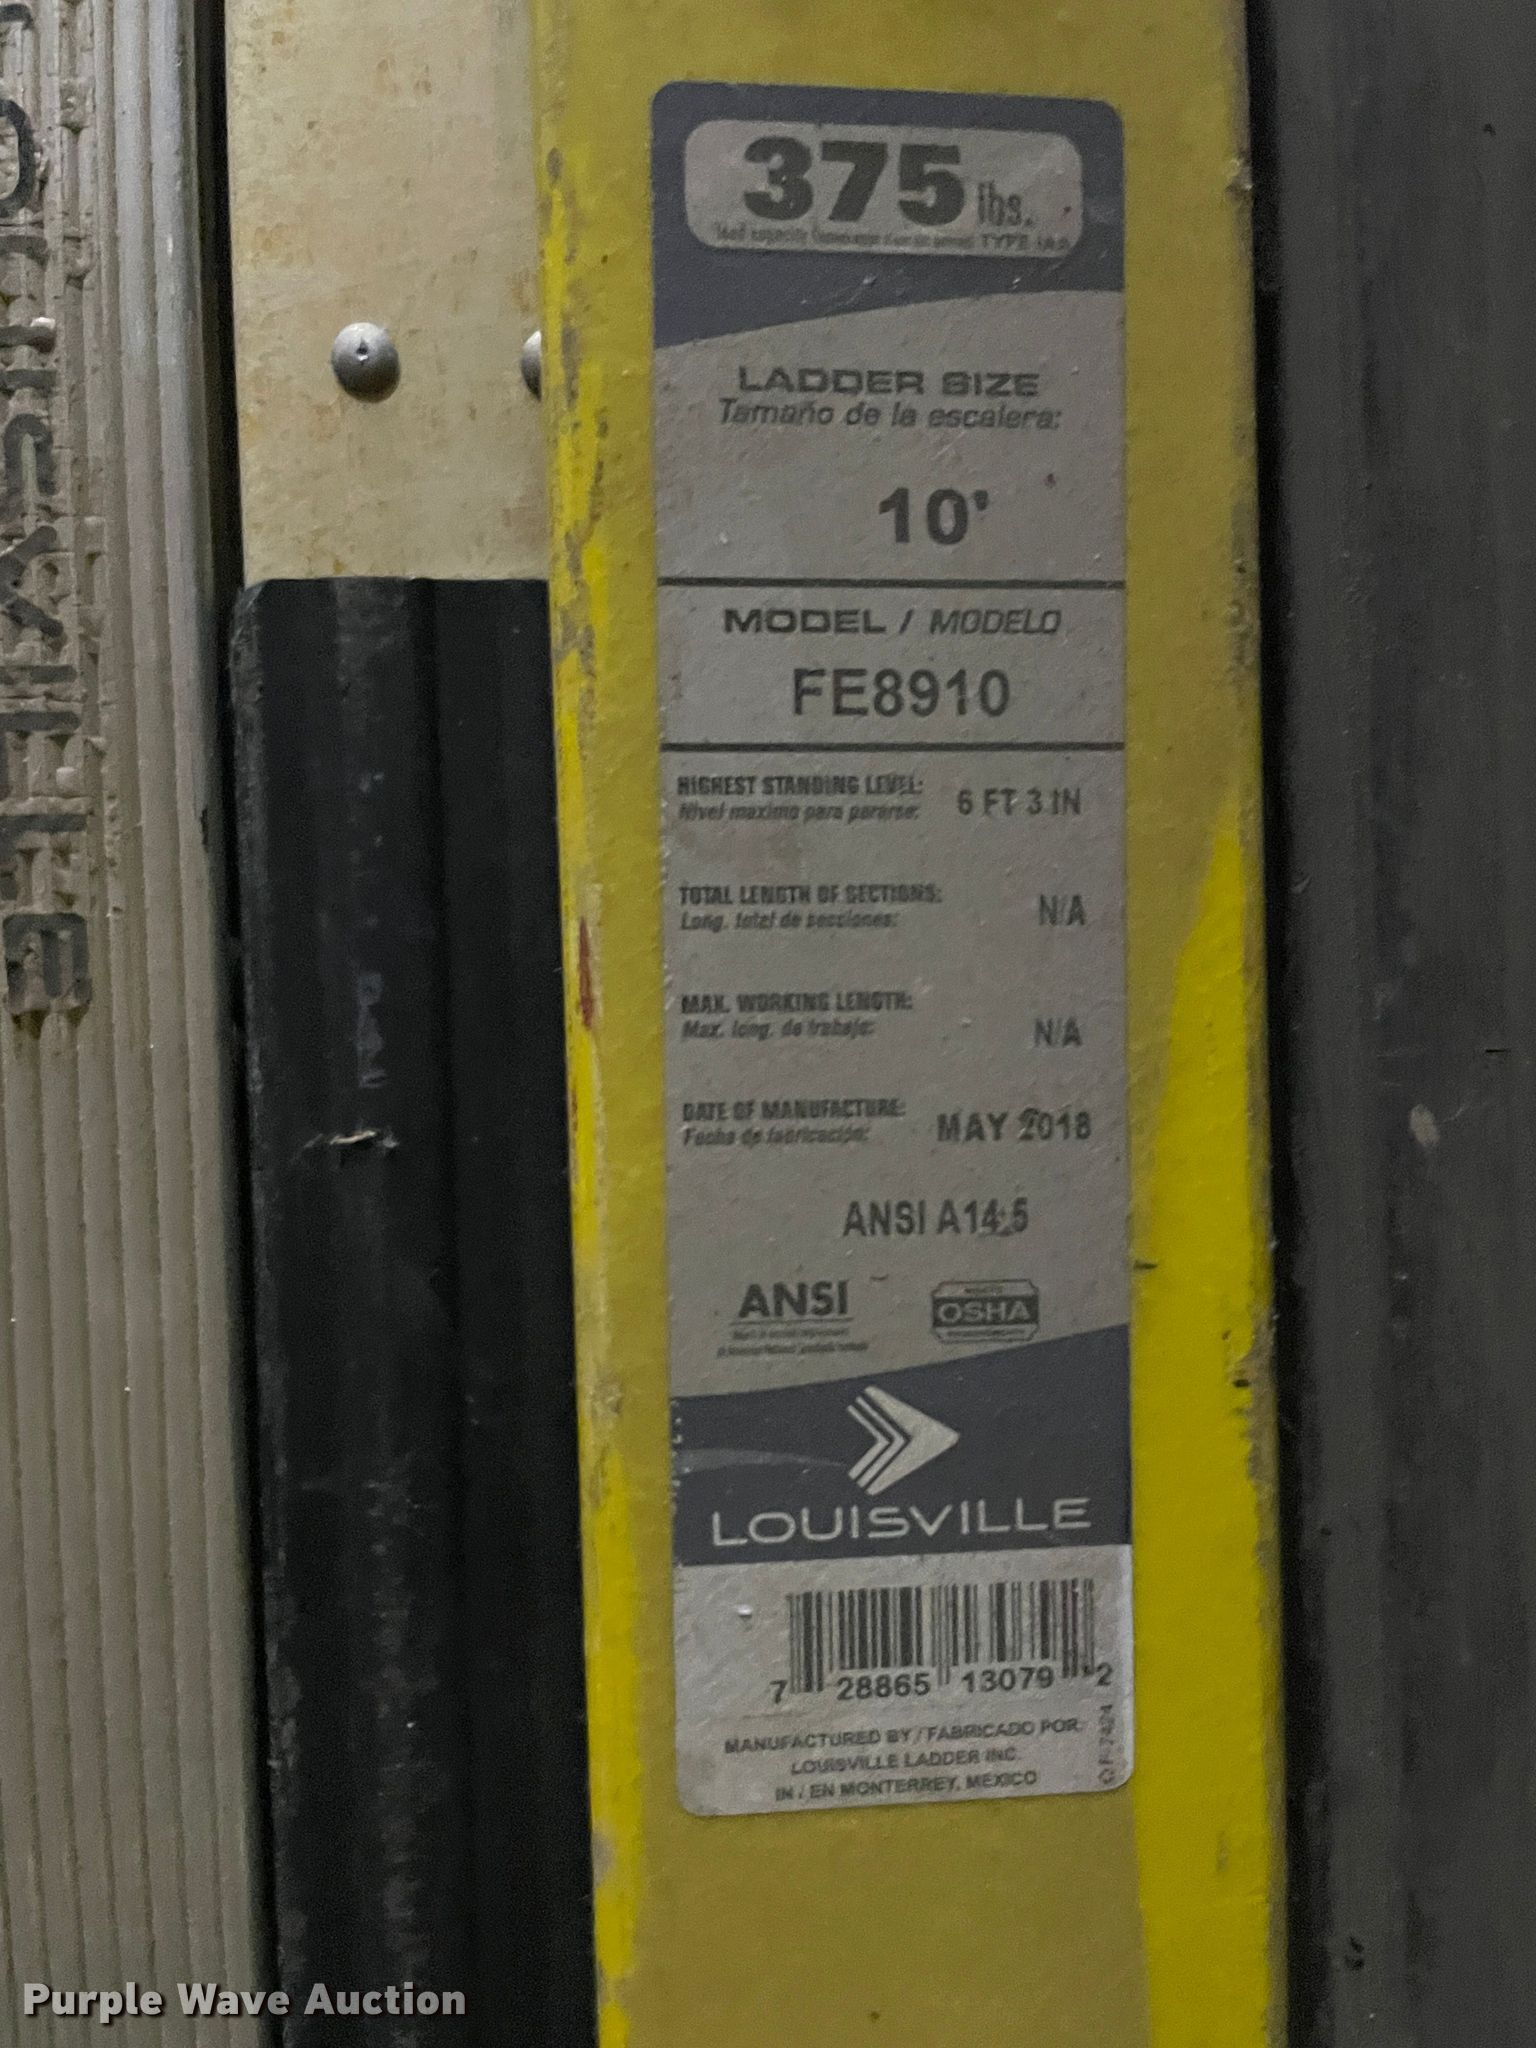 375 lbs.
TYPE IAA
LADDER SIZE
Tamaño de la escalera:
10'
MODEL / MODELO
FE8910
HIGHEST STANDING LEVEL: 6 FT 3 IN
Nivel maximo para pararse:
TOTAL LENGTH OF SECTIONS: N/A
Long. total de secciones:
MAX. WORKING LENGTH: N/A
Max. long. de trabajo:
DATE OF MANUFACTURE: MAY 2018
Fecha de fabricación:
ANSI A14.5
ANSI
OSHA
LOUISVILLE
7 28865 13079 2
MANUFACTURED BY / FABRICADO POR:
LOUISVILLE LADDER INC.
IN / EN MONTERREY, MEXICO
Purple Wave Auction